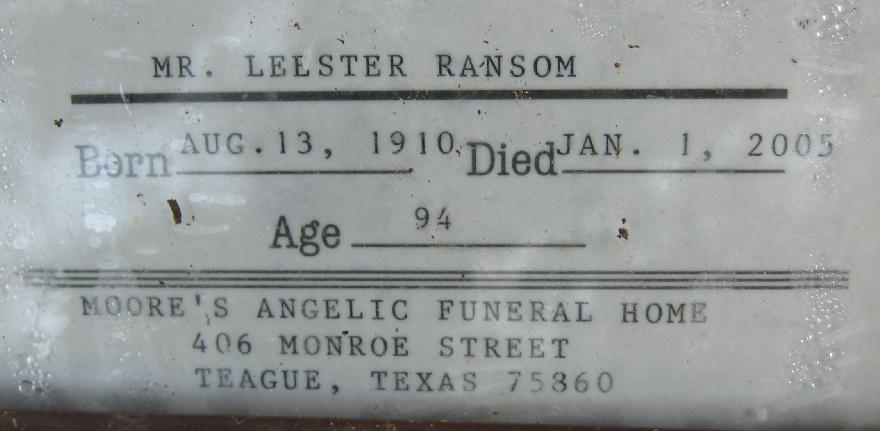 MR. LELSTER RANSOM
Born AUG.13, 1910 Died JAN. 1, 2005
Age 94
MOORE'S ANGELIC FUNERAL HOME
406 MONROE STREET
TEAGUE, TEXAS 75860